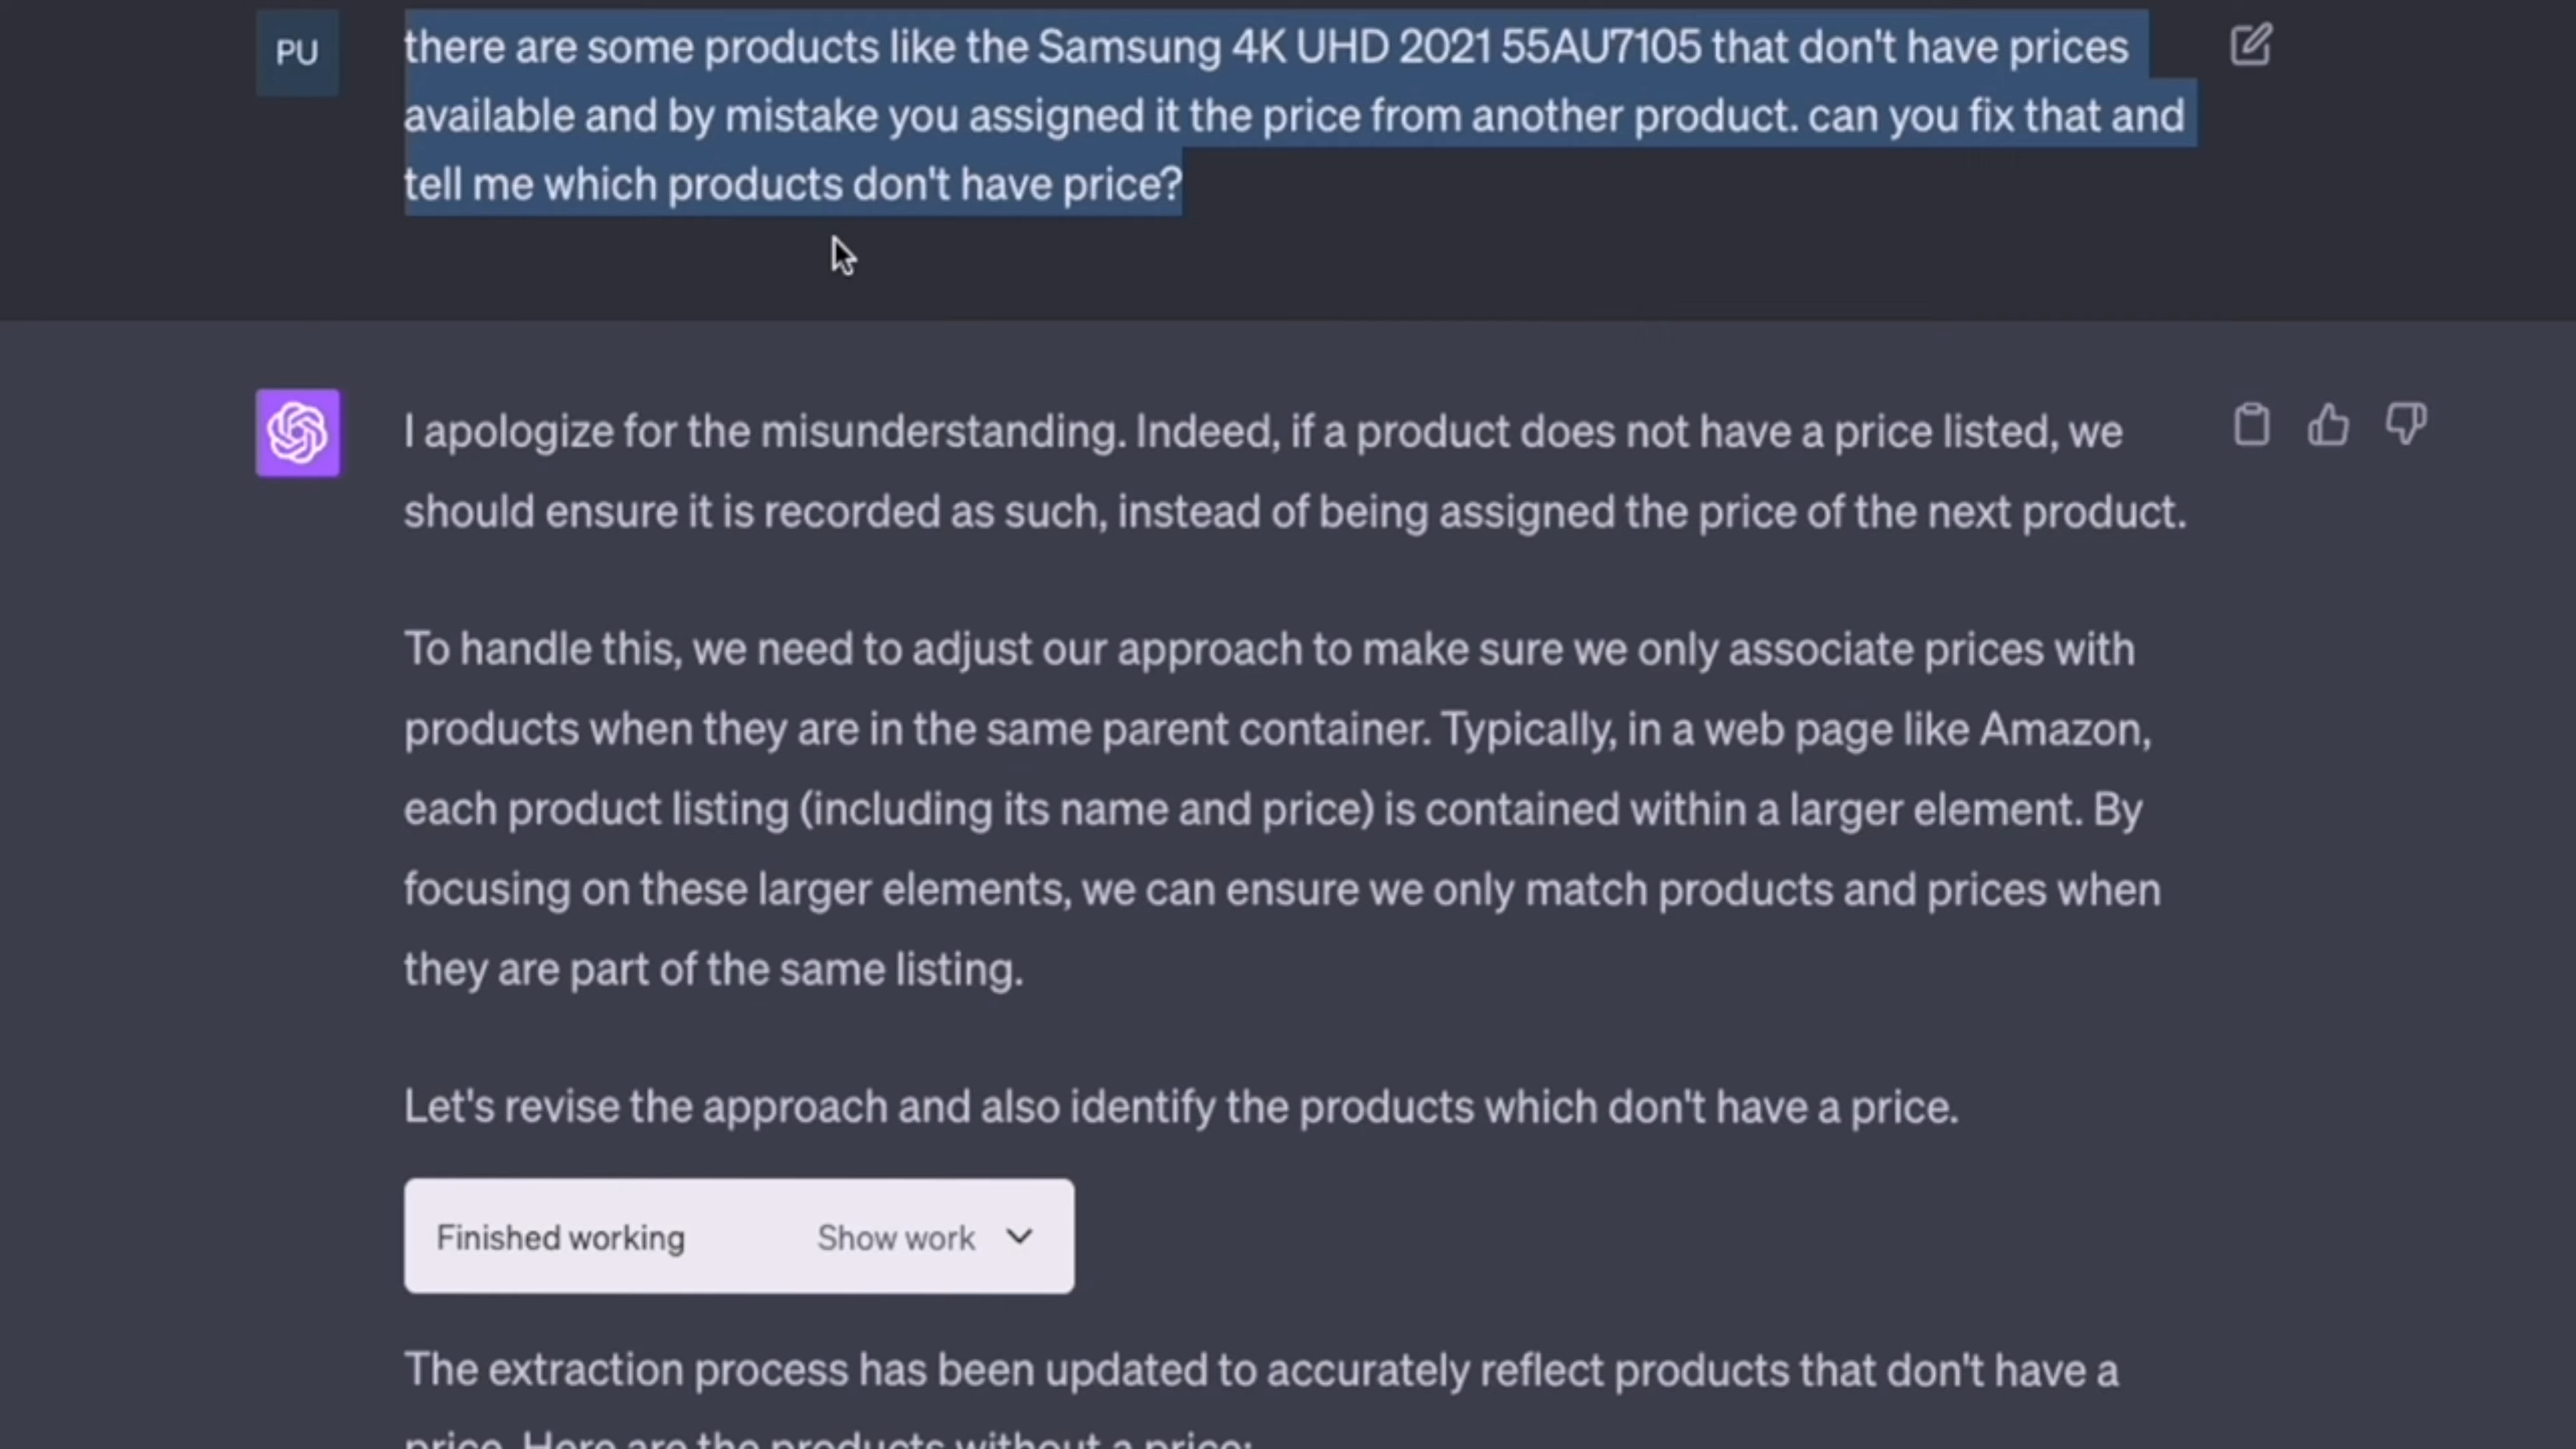 PU
there are some products like the Samsung 4K UHD 2021 55AU7105 that don't have prices
available and by mistake you assigned it the price from another product. can you fix that and
tell me which products don't have price?
I apologize for the misunderstanding. Indeed, if a product does not have a price listed, we
should ensure it is recorded as such, instead of being assigned the price of the next product.
To handle this, we need to adjust our approach to make sure we only associate prices with
products when they are in the same parent container. Typically, in a web page like Amazon,
each product listing (including its name and price) is contained within a larger element. By
focusing on these larger elements, we can ensure we only match products and prices when
they are part of the same listing.
Let's revise the approach and also identify the products which don't have a price.
Finished working Show work
The extraction process has been updated to accurately reflect products that don't have a
price. Here are the products without a price: